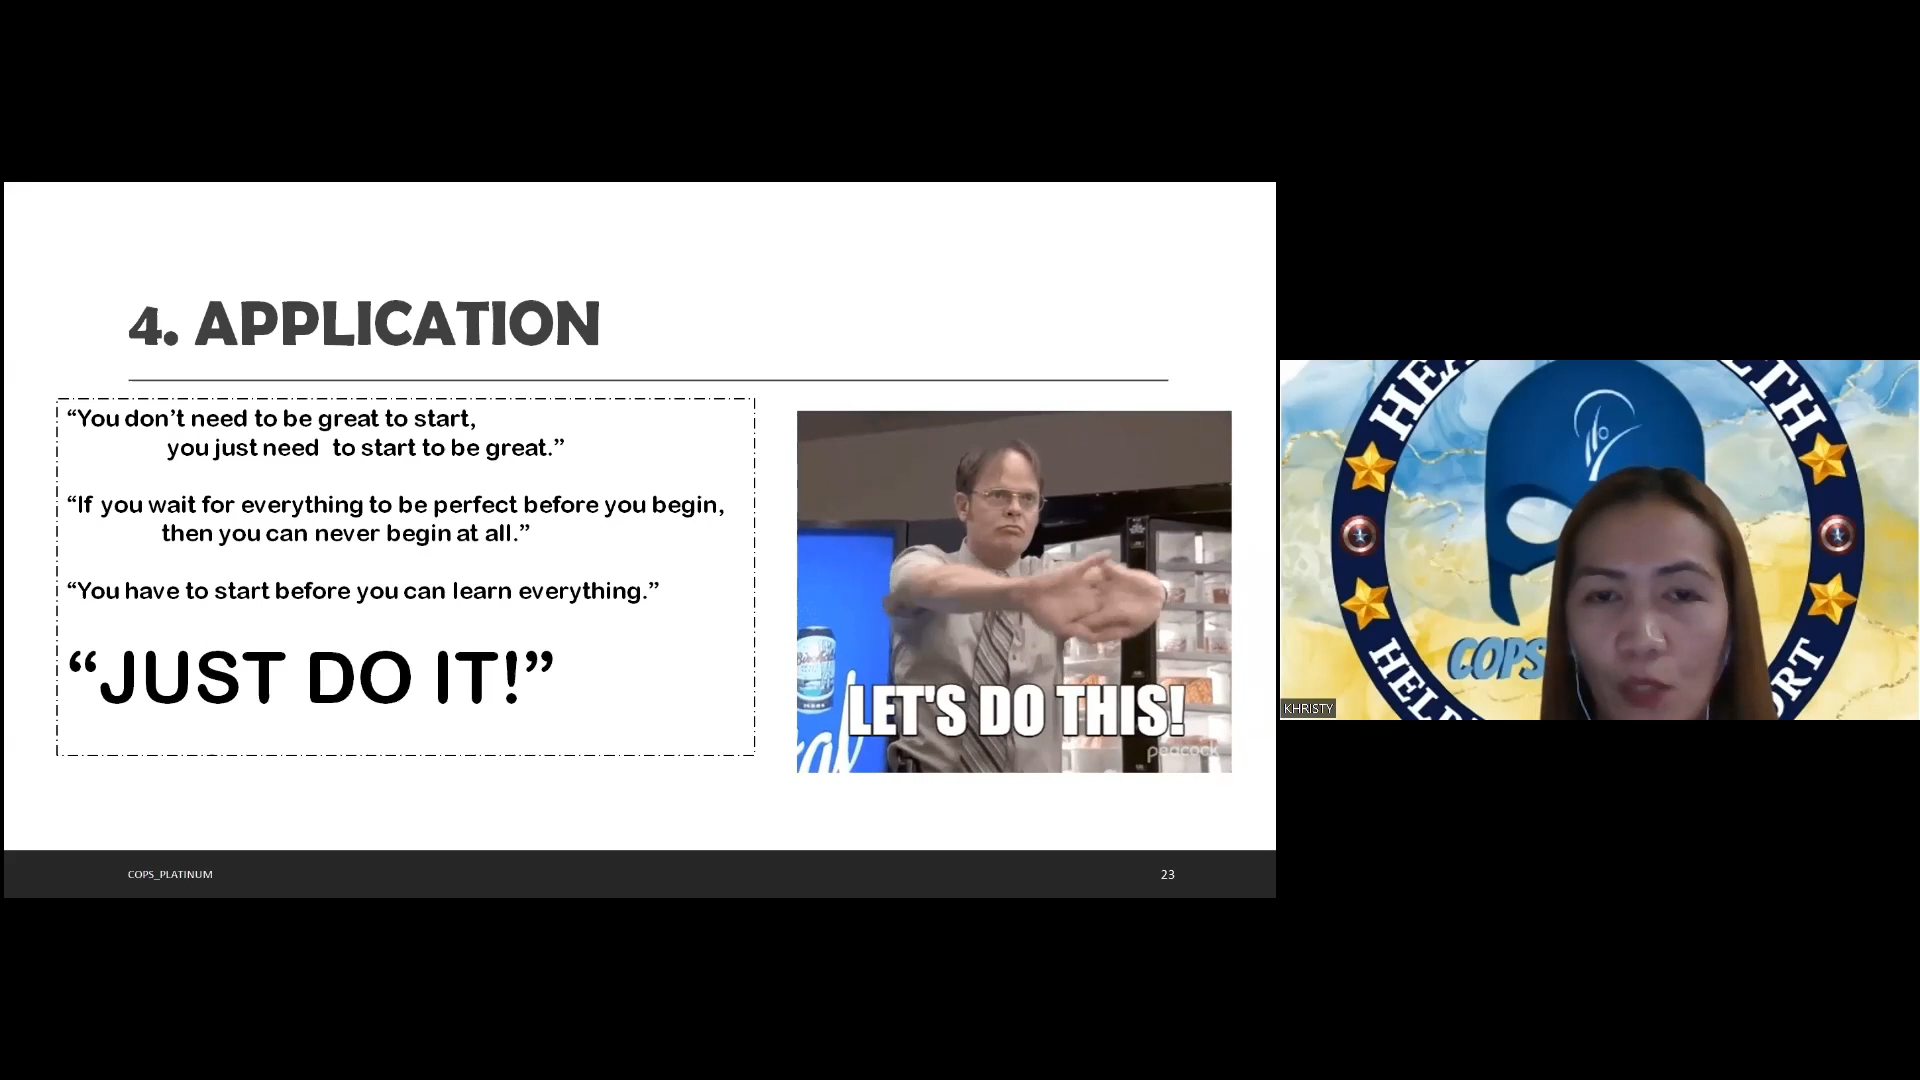 4. APPLICATION
“You don’t need to be great to start,
you just need to start to be great.”
“If you wait for everything to be perfect before you begin,
then you can never begin at all.”
“You have to start before you can learn everything.”
“JUST DO IT!”
LET'S DO THIS!
peacock
COPS_PLATINUM
23
COPS
KHRISTY